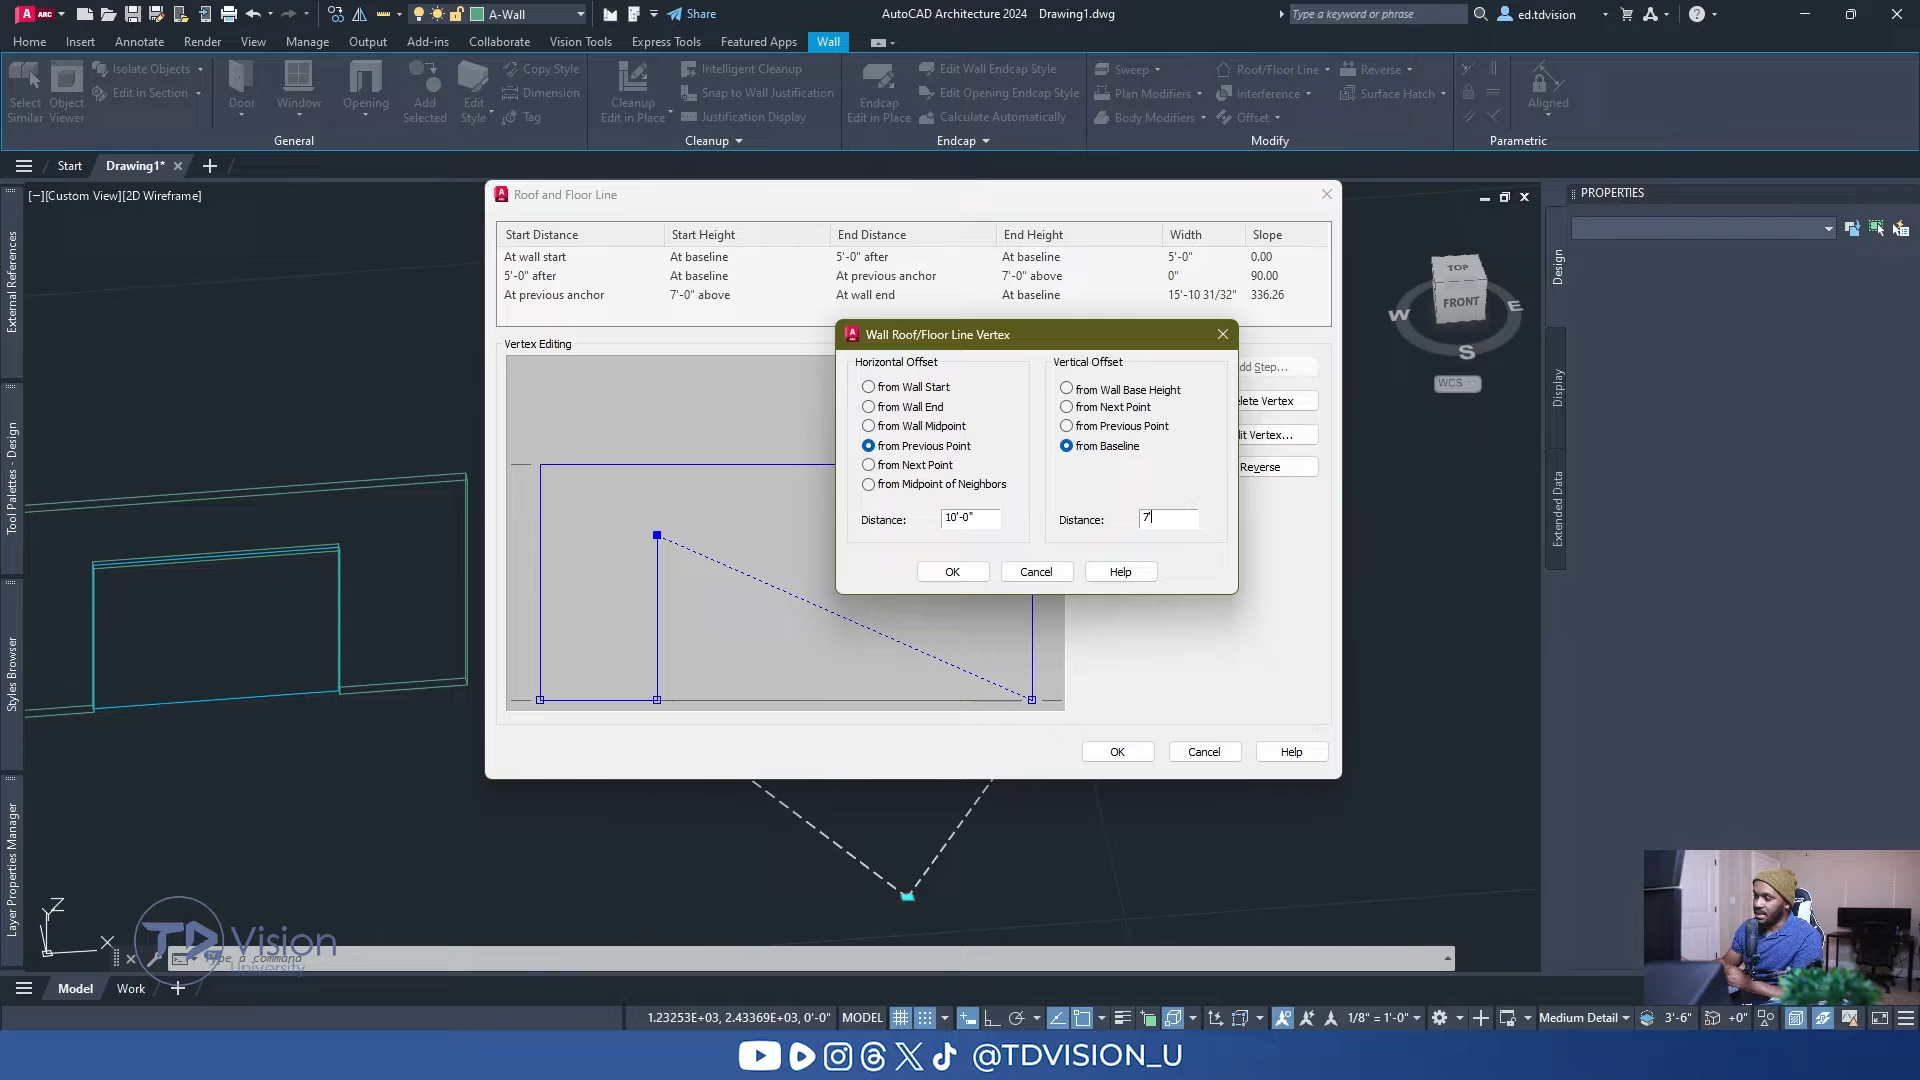 A-Wall
Share
AutoCAD Architecture 2024 Drawing1.dwg
Type a keyword or phrase
ed.tdvision
Home Insert Annotate Render View Manage Output Add-ins Collaborate Vision Tools Express Tools Featured Apps Wall
Select Similar
Object Viewer
Isolate Objects
Edit in Section
Door
Window
Opening
Add Selected
Edit Style
Copy Style
Dimension
Tag
General
Cleanup Edit in Place
Intelligent Cleanup
Snap to Wall Justification
Justification Display
Cleanup
Endcap Edit in Place
Edit Wall Endcap Style
Edit Opening Endcap Style
Calculate Automatically
Endcap
Sweep
Plan Modifiers
Body Modifiers
Roof/Floor Line
Interference
Offset
Reverse
Surface Hatch
Modify
Aligned
Parametric
Start
Drawing1*
[−][Custom View][2D Wireframe]
External References
Tool Palettes - Design
Styles Browser
Layer Properties Manager
Roof and Floor Line
Start Distance Start Height End Distance End Height Width Slope
At wall start At baseline 5'-0" after At baseline 5'-0" 0.00
5'-0" after At baseline At previous anchor 7'-0" above 0" 90.00
At previous anchor 7'-0" above At wall end At baseline 15'-10 31/32" 336.26
Vertex Editing
dd Step...
elete Vertex
lit Vertex...
Reverse
OK Cancel Help
Wall Roof/Floor Line Vertex
Horizontal Offset
from Wall Start
from Wall End
from Wall Midpoint
from Previous Point
from Next Point
from Midpoint of Neighbors
Distance: 10'-0"
Vertical Offset
from Wall Base Height
from Next Point
from Previous Point
from Baseline
Distance: 7'
OK Cancel Help
TOP
FRONT
W
E
S
WCS
PROPERTIES
Design
Display
Extended Data
Z
X
TD Vision
University
Type a command
Model
Work
1.23253E+03, 2.43369E+03, 0'-0" MODEL
1/8" = 1'-0"
Medium Detail
3'-6"
+0"
@TDVISION_U